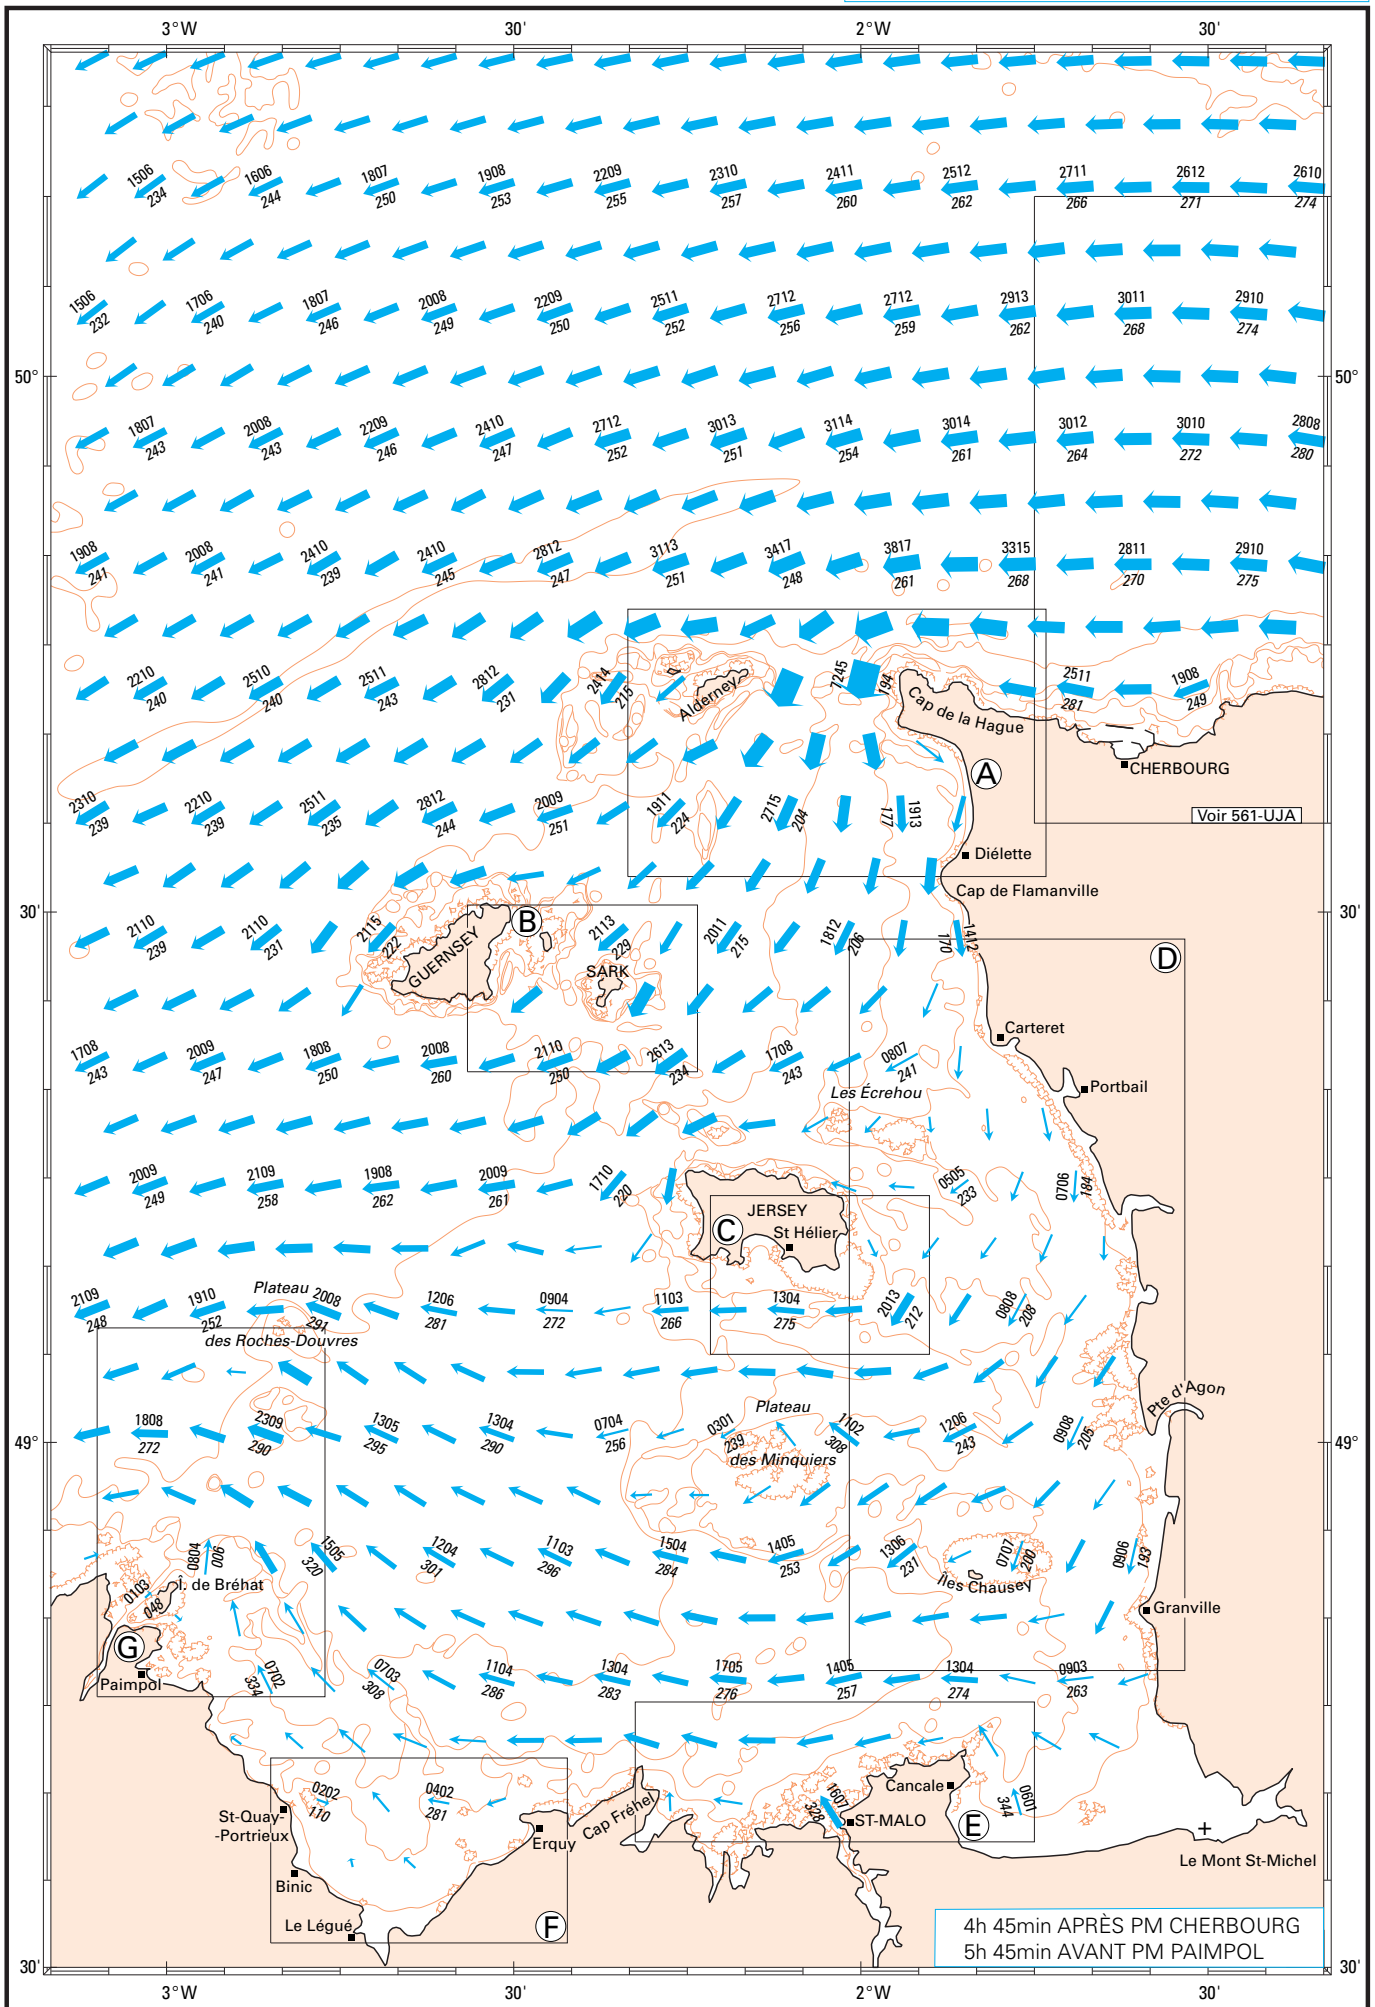 3°W 30' 2°W 30'
1506 1606 1807 1908 2209 2310 2411 2512 2711 2612 2610
234 244 250 253 255 257 260 262 266 271 274
1506 1706 1807 2008 2209 2511 2712 2712 2913 3011 2910
232 240 246 249 250 252 256 259 262 268 274
50° 50°
1807 2008 2209 2410 2712 3013 3114 3014 3012 3010 2808
243 243 246 247 252 251 254 261 264 272 280
1908 2008 2410 2410 2812 3113 3417 3817 3315 2811 2910
241 241 239 245 247 251 248 261 268 270 275
2210 2510 2511 2812 2414 7245 2511 1908
240 240 243 231 215 194 281 249
Alderney
Cap de la Hague
A
CHERBOURG
2310 2210 2511 2812 2009 1911 2715 1913
239 239 235 244 251 224 204 177
Voir 561-UJA
Diélette
Cap de Flamanville
30' 30'
B
2110 2110 2115 2113 2011 1812 1412
239 231 222 229 215 206 170
D
GUERNSEY
SARK
Carteret
1708 2009 1808 2008 2110 2613 1708 0807
243 247 250 260 250 234 243 241
Portbail
Les Écrehou
2009 2109 1908 2009 1710 0505 0706
249 258 262 261 220 233 184
JERSEY
C
St Hélier
Plateau
des Roches-Douvres
2109 1910 2008 1206 0904 1103 1304 2013 0808
248 252 291 281 272 266 275 212 208
Pte d'Agon
Plateau
des Minquiers
1808 2309 1305 1304 0704 0301 1102 1206 0908
49° 272 290 295 290 256 239 308 243 205 49°
0804 1505 1204 1103 1504 1405 1306 0707 0906
006 320 301 296 284 253 231 200 193
Îles Chausey
0103
048
Î. de Bréhat
Granville
G
Paimpol
0702 0703 1104 1304 1705 1405 1304 0903
334 308 286 283 276 257 274 263
0202 0402 1607 0601
110 281 328 344
Cancale
St-Quay-
-Portrieux
Erquy
Cap Fréhel
ST-MALO
E
Le Mont St-Michel
Binic
Le Légué
F
4h 45min APRÈS PM CHERBOURG
5h 45min AVANT PM PAIMPOL
30' 30'
3°W 30' 2°W 30'